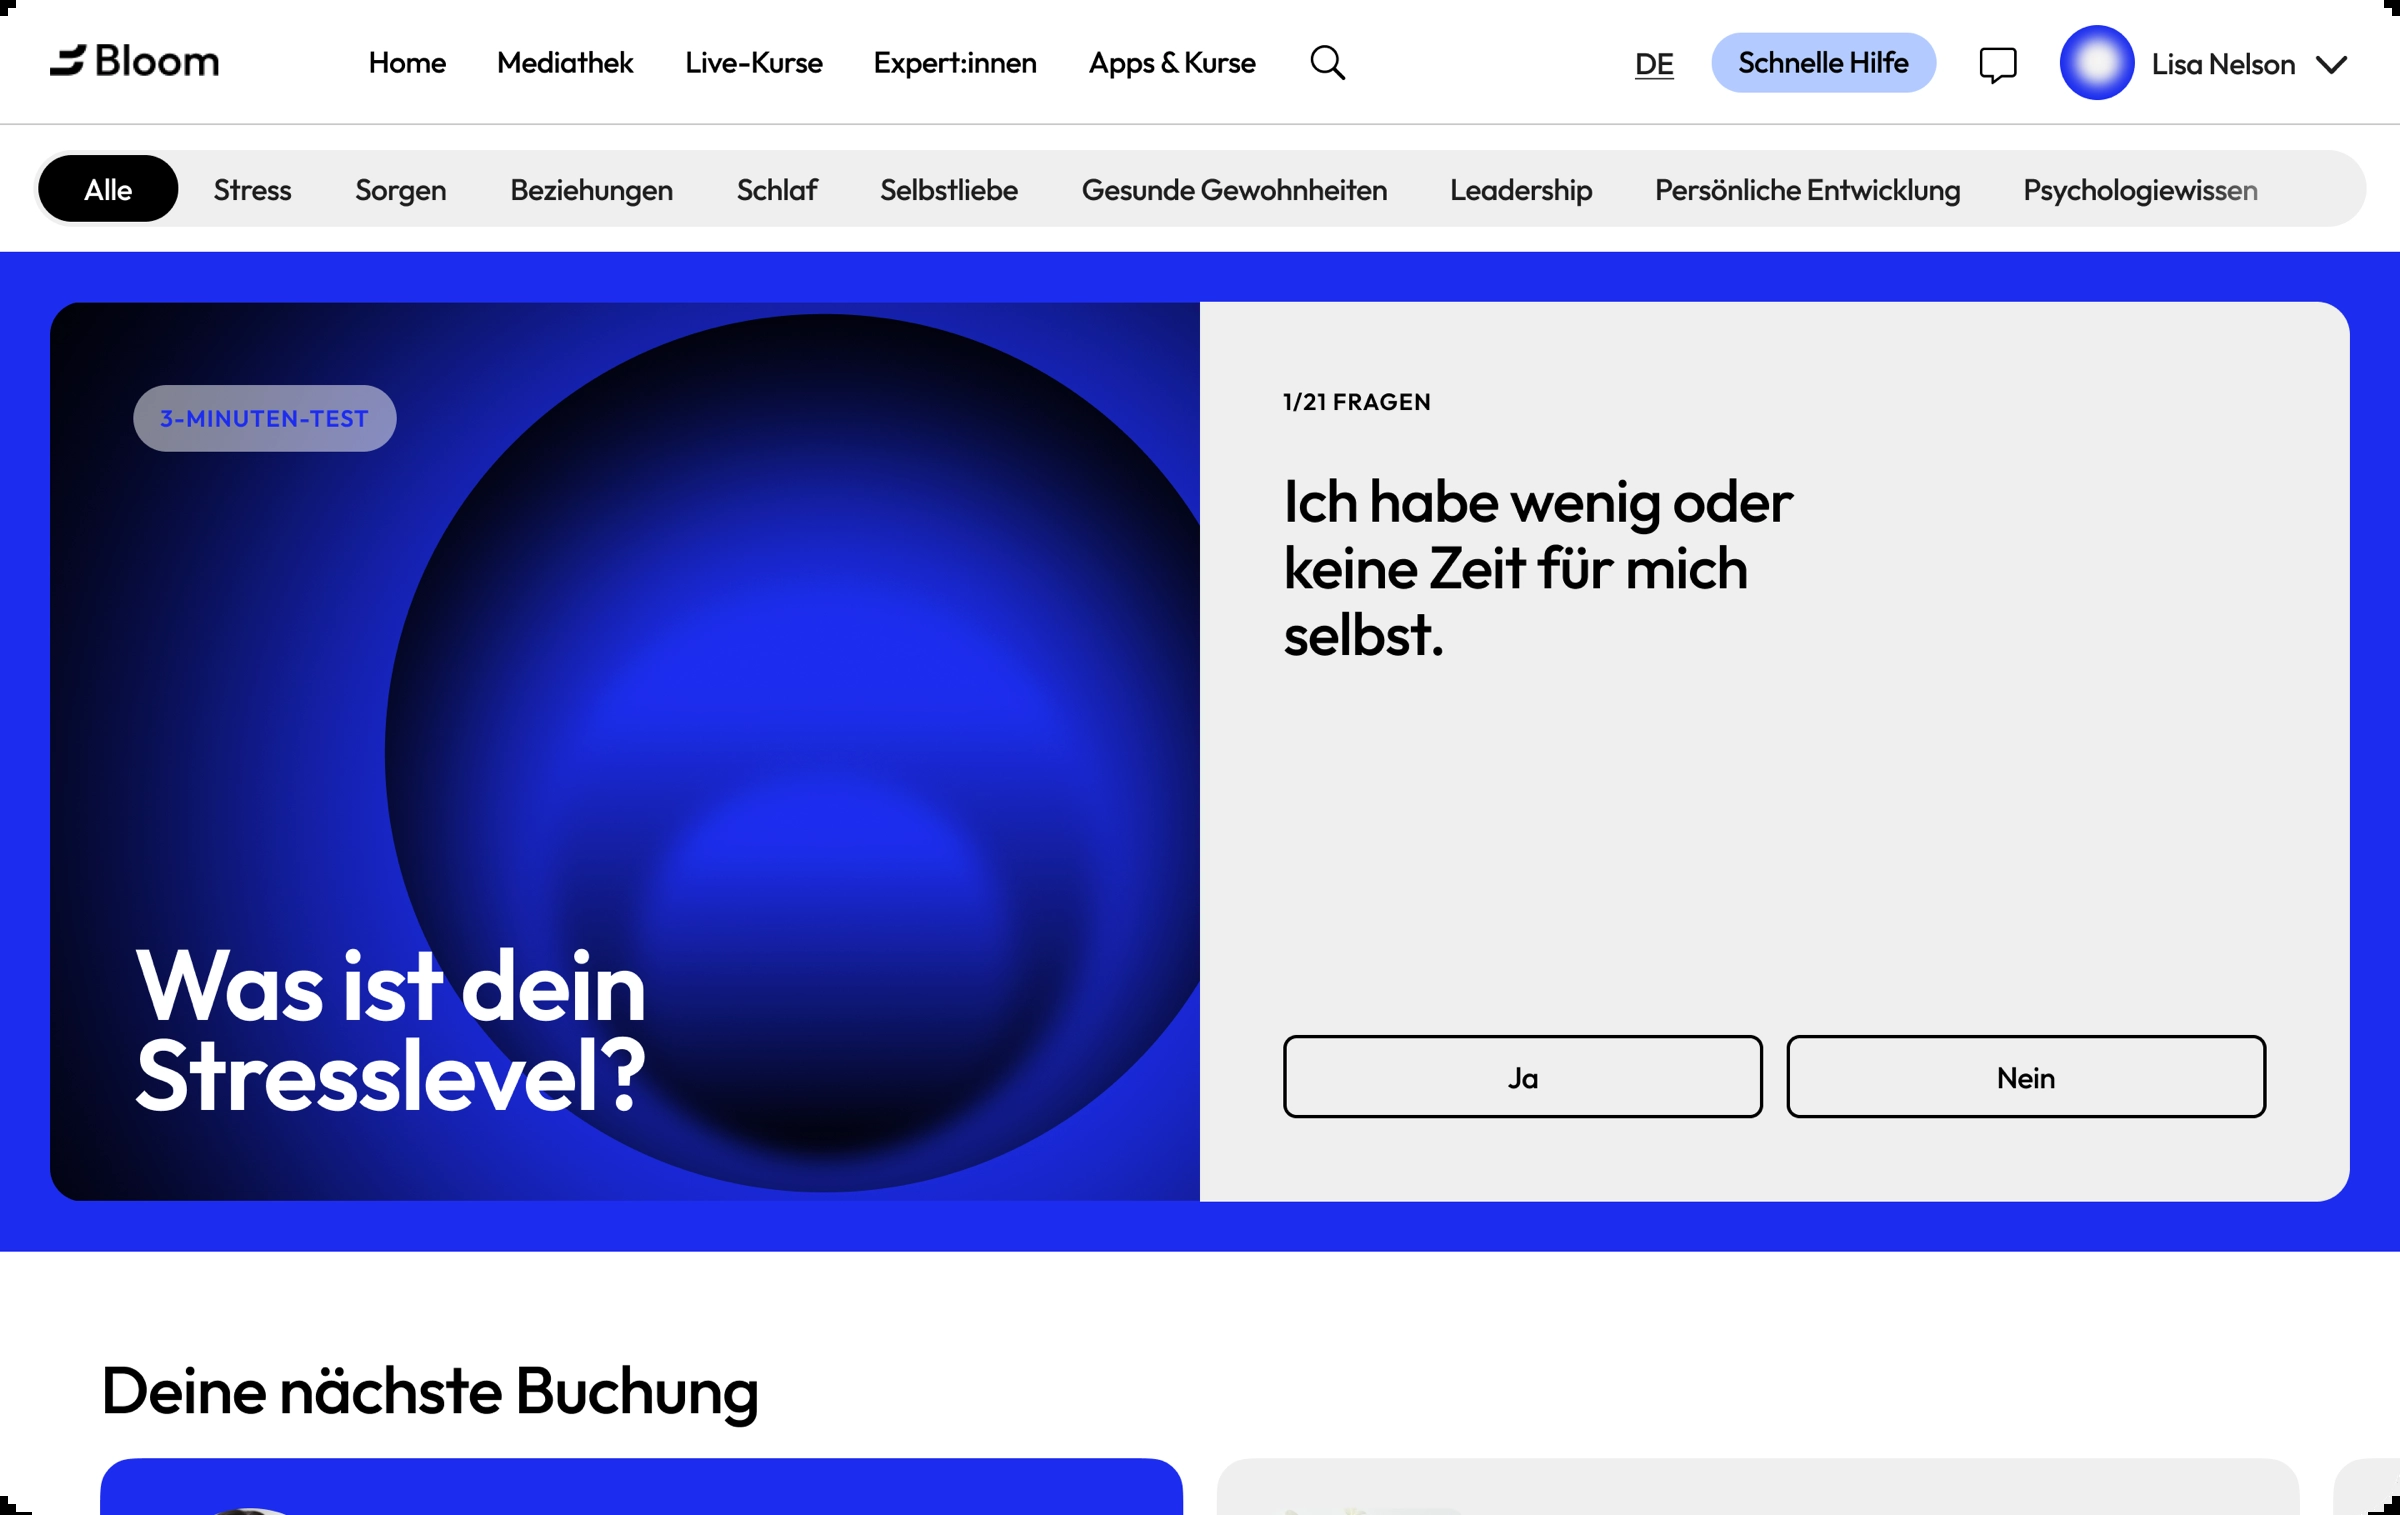 Bloom
Home
Mediathek
Live-Kurse
Expert:innen
Apps & Kurse
DE
Schnelle Hilfe
Lisa Nelson
Alle
Stress
Sorgen
Beziehungen
Schlaf
Selbstliebe
Gesunde Gewohnheiten
Leadership
Persönliche Entwicklung
Psychologiewissen
3-MINUTEN-TEST
Was ist dein
Stresslevel?
1/21 FRAGEN
Ich habe wenig oder
keine Zeit für mich
selbst.
Ja
Nein
Deine nächste Buchung